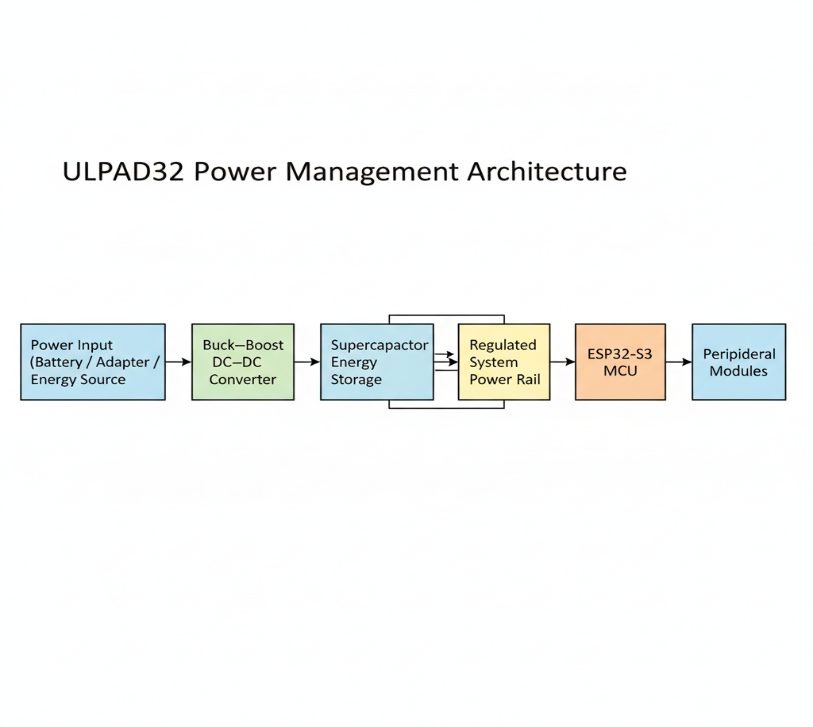 ULPAD32 Power Management Architecture
Power Input
(Battery / Adapter /
Energy Source
Buck—Boost
DC—DC
Converter
Supercapactor
Energy
Storage
Regulated
System
Power Rail
ESP32-S3
MCU
Peripideral
Modules